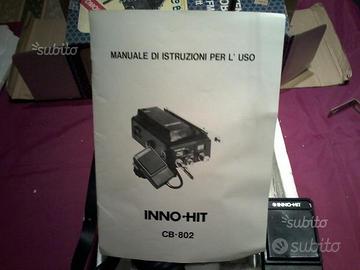 subito
MANUALE DI ISTRUZIONI PER L' USO
INNO-HIT
CB-802
INNO-HIT
subito
subito